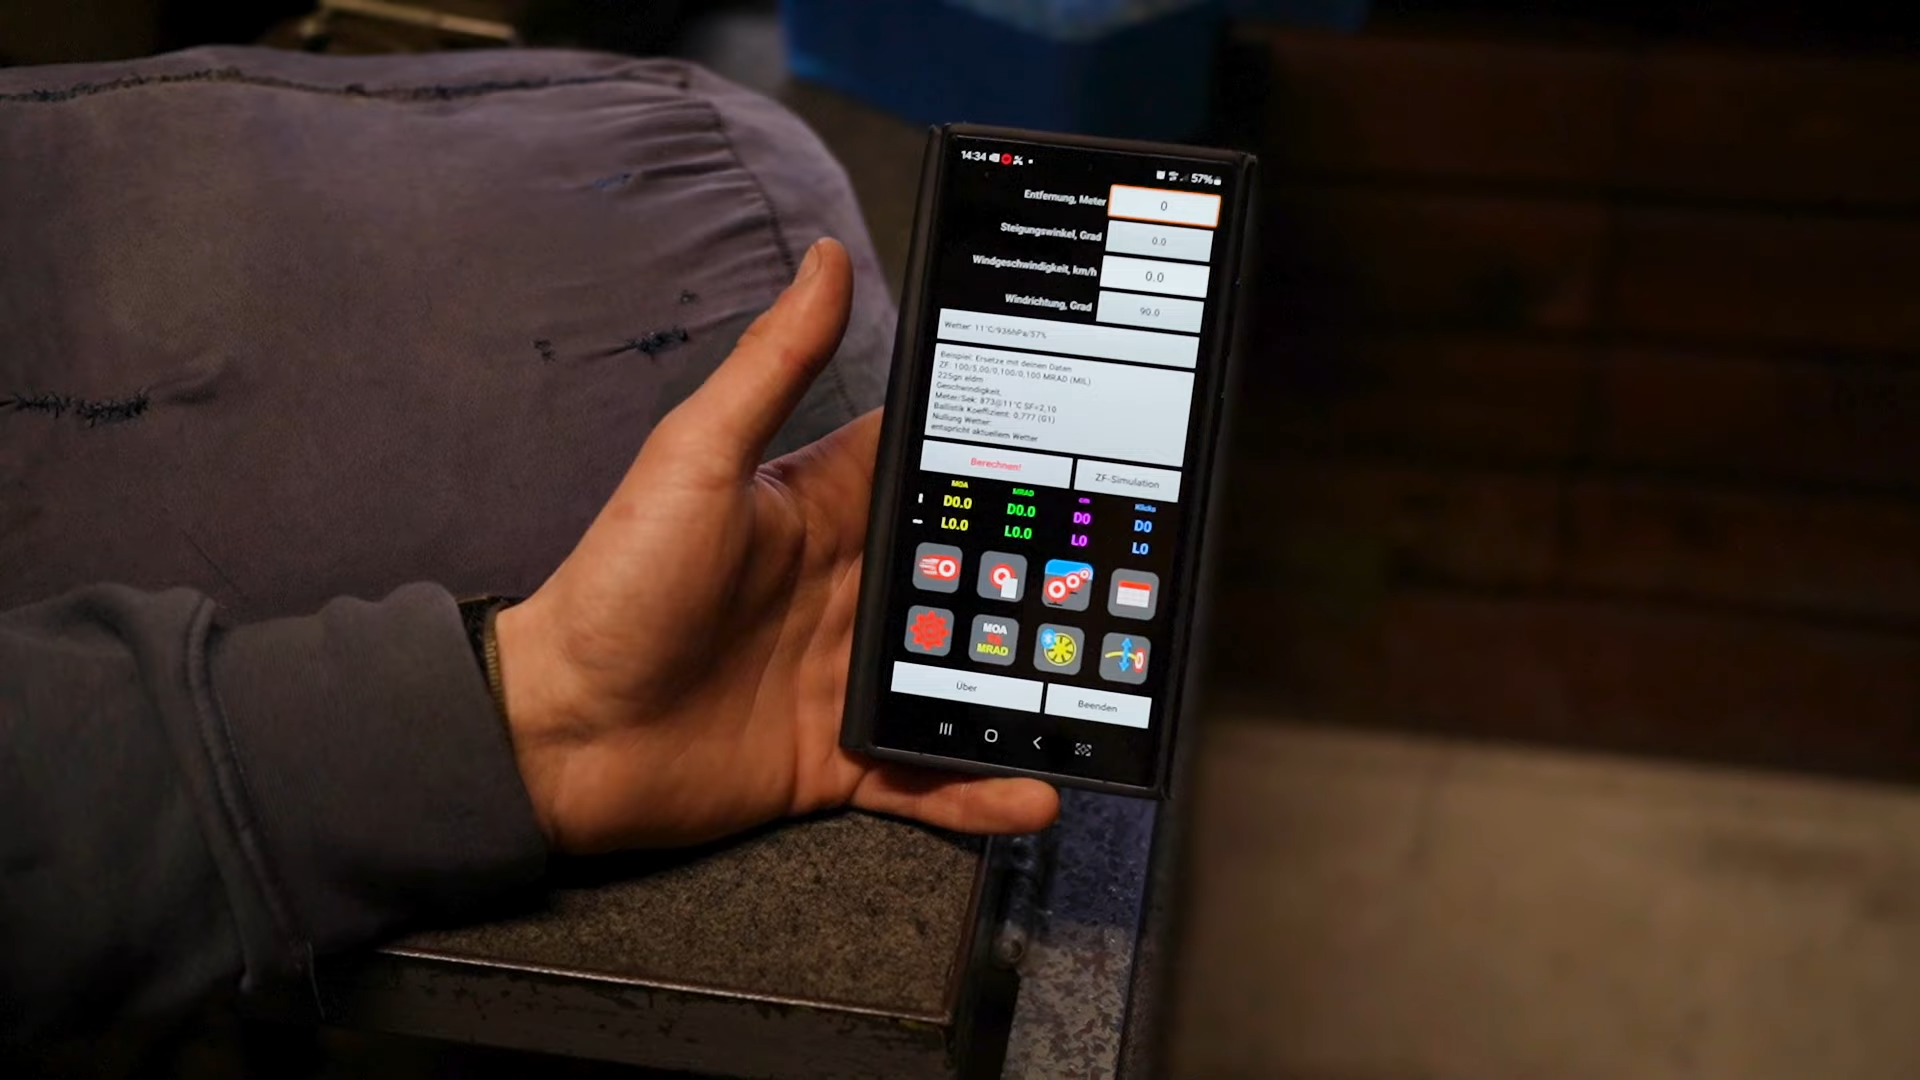 14:34
57%
Entfernung, Meter 0
Steigungswinkel, Grad 0.0
Windgeschwindigkeit, km/h 0.0
Windrichtung, Grad 90.0
Wetter: 11°C/936hPa/57%
Beispiel: Ersetze mit deinen Daten
ZF: 100/5,00/0,100/0,100 MRAD (MIL)
225gn eldm
Geschwindigkeit,
Meter/Sek: 873@11°C SF=2,10
Ballistik Koeffizient: 0,777 (G1)
Nullung Wetter:
entspricht aktuellem Wetter
Berechnen! ZF-Simulation
MOA MRAD cm Klicks
D0.0 D0.0 D0 D0
L0.0 L0.0 L0 L0
MOA
MRAD
Über Beenden